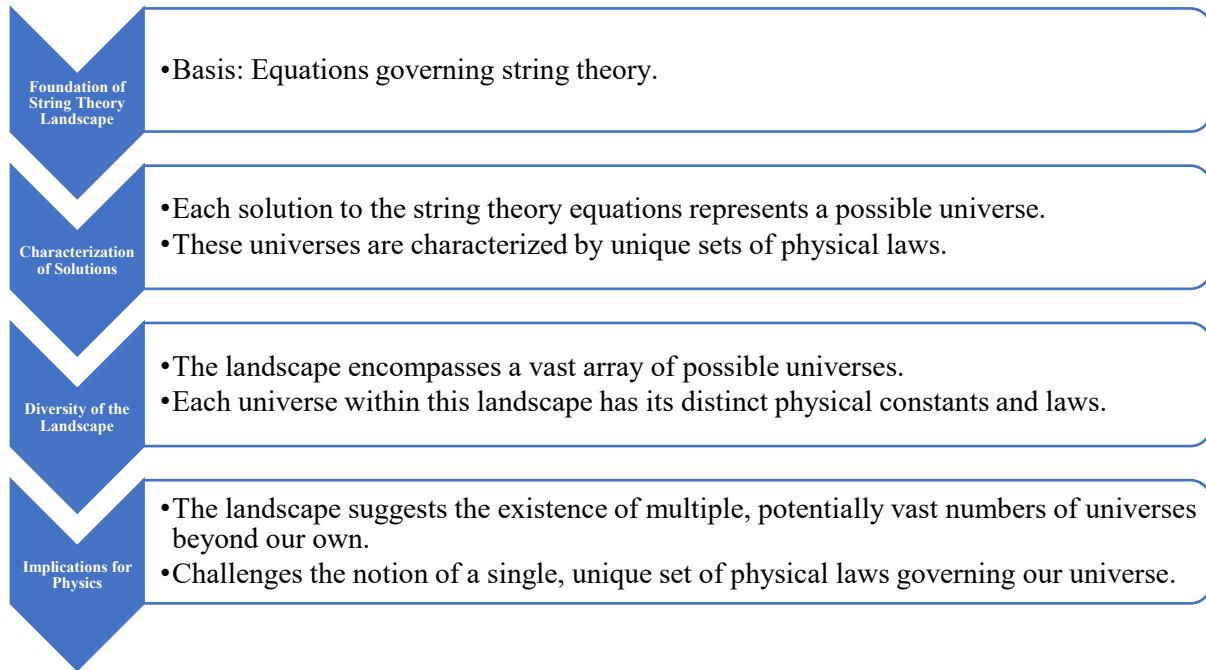 Foundation of
String Theory
Landscape
•Basis: Equations governing string theory.
Characterization
of Solutions
•Each solution to the string theory equations represents a possible universe.
•These universes are characterized by unique sets of physical laws.
Diversity of the
Landscape
•The landscape encompasses a vast array of possible universes.
•Each universe within this landscape has its distinct physical constants and laws.
Implications for
Physics
•The landscape suggests the existence of multiple, potentially vast numbers of universes
beyond our own.
•Challenges the notion of a single, unique set of physical laws governing our universe.